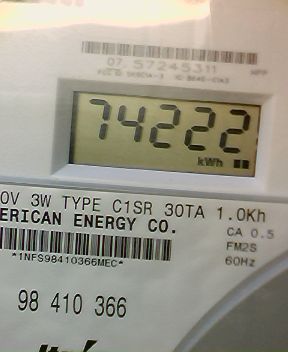 07. 57245311
74222
kWh
0V 3W TYPE C1SR 30TA 1.0Kh
ERICAN ENERGY CO.
CA 0.5
FM2S
*1NFS98410366MEC*
60Hz
98 410 366